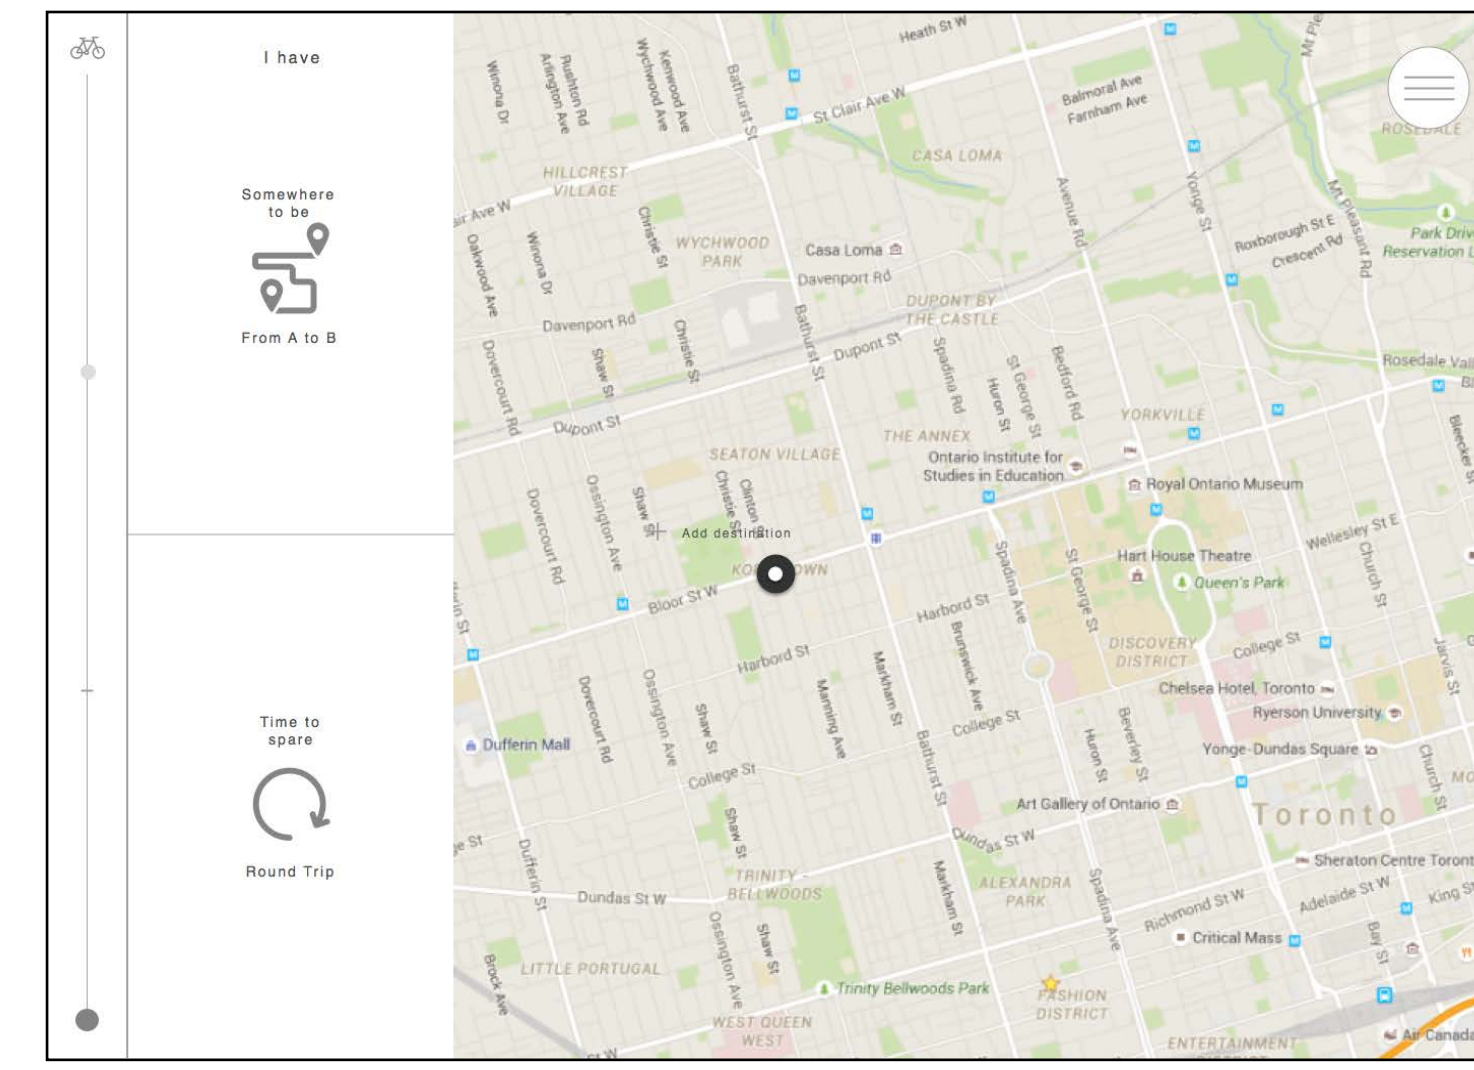 I have
Somewhere
to be
From A to B
Time to
spare
Round Trip
Heath St W
Winona Dr
Arlington Ave
Rushton Rd
Wychwood Ave
Kenwood Ave
Bathurst St
St Clair Ave W
Balmoral Ave
Farnham Ave
ROSEDALE
CASA LOMA
HILLCREST
VILLAGE
Avenue Rd
Yonge St
Mt Pleasant Rd
Oakwood Ave
Winona Dr
Christie St
WYCHWOOD
PARK
Casa Loma
Davenport Rd
Roxborough St E
Crescent Rd
Park Driv
Reservation L
DUPONT BY
THE CASTLE
Davenport Rd
Christie St
Bathurst St
Dupont St
Dovercourt Rd
Shaw St
Spadina Rd
Huron St
St George St
Bedford Rd
Rosedale Val
Dupont St
YORKVILLE
THE ANNEX
SEATON VILLAGE
Ontario Institute for
Studies in Education
Royal Ontario Museum
Dovercourt Rd
Ossington Ave
Shaw St
Christie St
Clinton St
Add destination
Wellesley St E
Church St
Hart House Theatre
Queen's Park
Bloor St W
Harbord St
Spadina Ave
St George St
DISCOVERY
DISTRICT
College St
Jarvis St
Harbord St
Markham St
Brunswick Ave
Chelsea Hotel, Toronto
Ryerson University
Dovercourt Rd
Ossington Ave
Shaw St
Manning Ave
College St
Huron St
Beverley St
Yonge-Dundas Square
Church St
Dufferin Mall
College St
Bathurst St
Art Gallery of Ontario
Toronto
Shaw St
Dundas St W
Sheraton Centre Toront
Dufferin St
TRINITY -
BELLWOODS
Dundas St W
Markham St
ALEXANDRA
PARK
Spadina Ave
Richmond St W
Adelaide St W
King St
Critical Mass
Bay St
Brock Ave
LITTLE PORTUGAL
Ossington Ave
Shaw St
Trinity Bellwoods Park
FASHION
DISTRICT
WEST QUEEN
WEST
ENTERTAINMENT
Air Canada